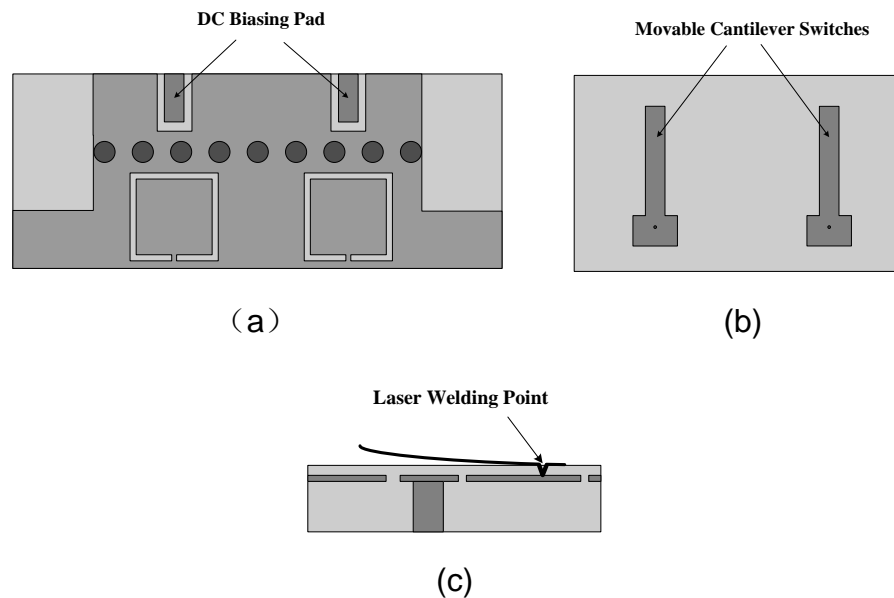 DC Biasing Pad
Movable Cantilever Switches
（a）
(b)
Laser Welding Point
(c)